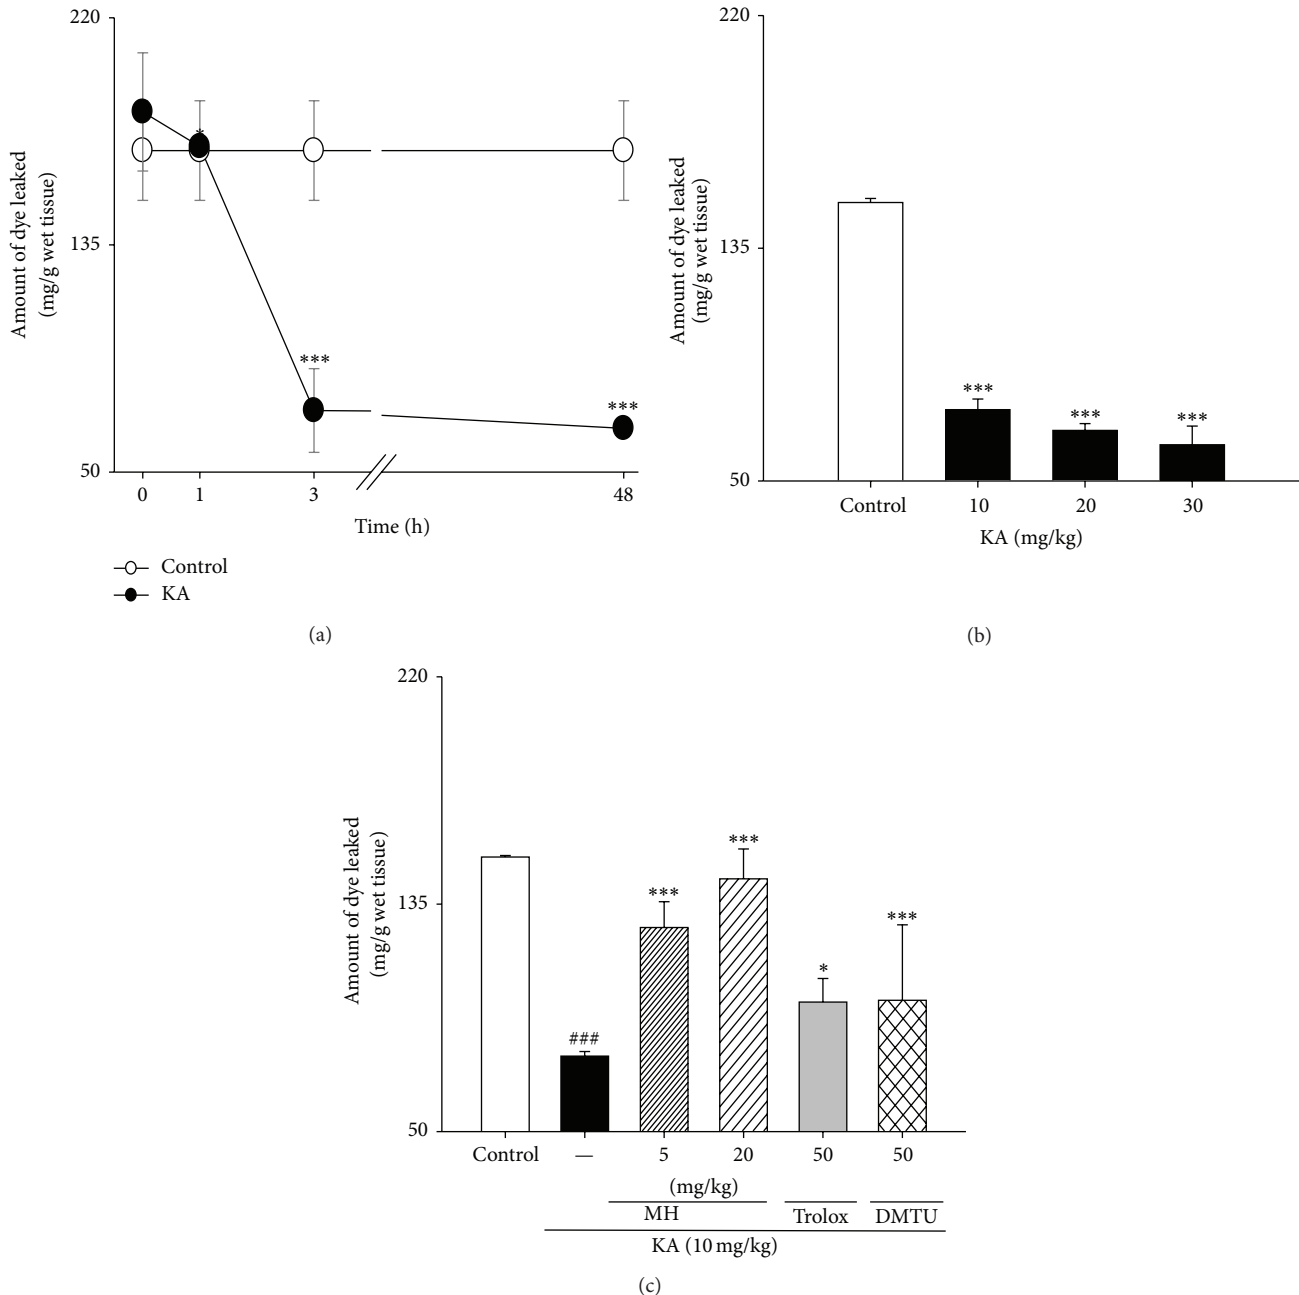 220
135
50
Amount of dye leaked
(mg/g wet tissue)
*
***
***
0 1 3 48
Time (h)
Control
KA
(a)
220
135
50
Amount of dye leaked
(mg/g wet tissue)
***
***
***
Control 10 20 30
KA (mg/kg)
(b)
220
135
50
Amount of dye leaked
(mg/g wet tissue)
###
***
***
*
***
Control — 5 20 50 50
(mg/kg)
MH Trolox DMTU
KA (10 mg/kg)
(c)